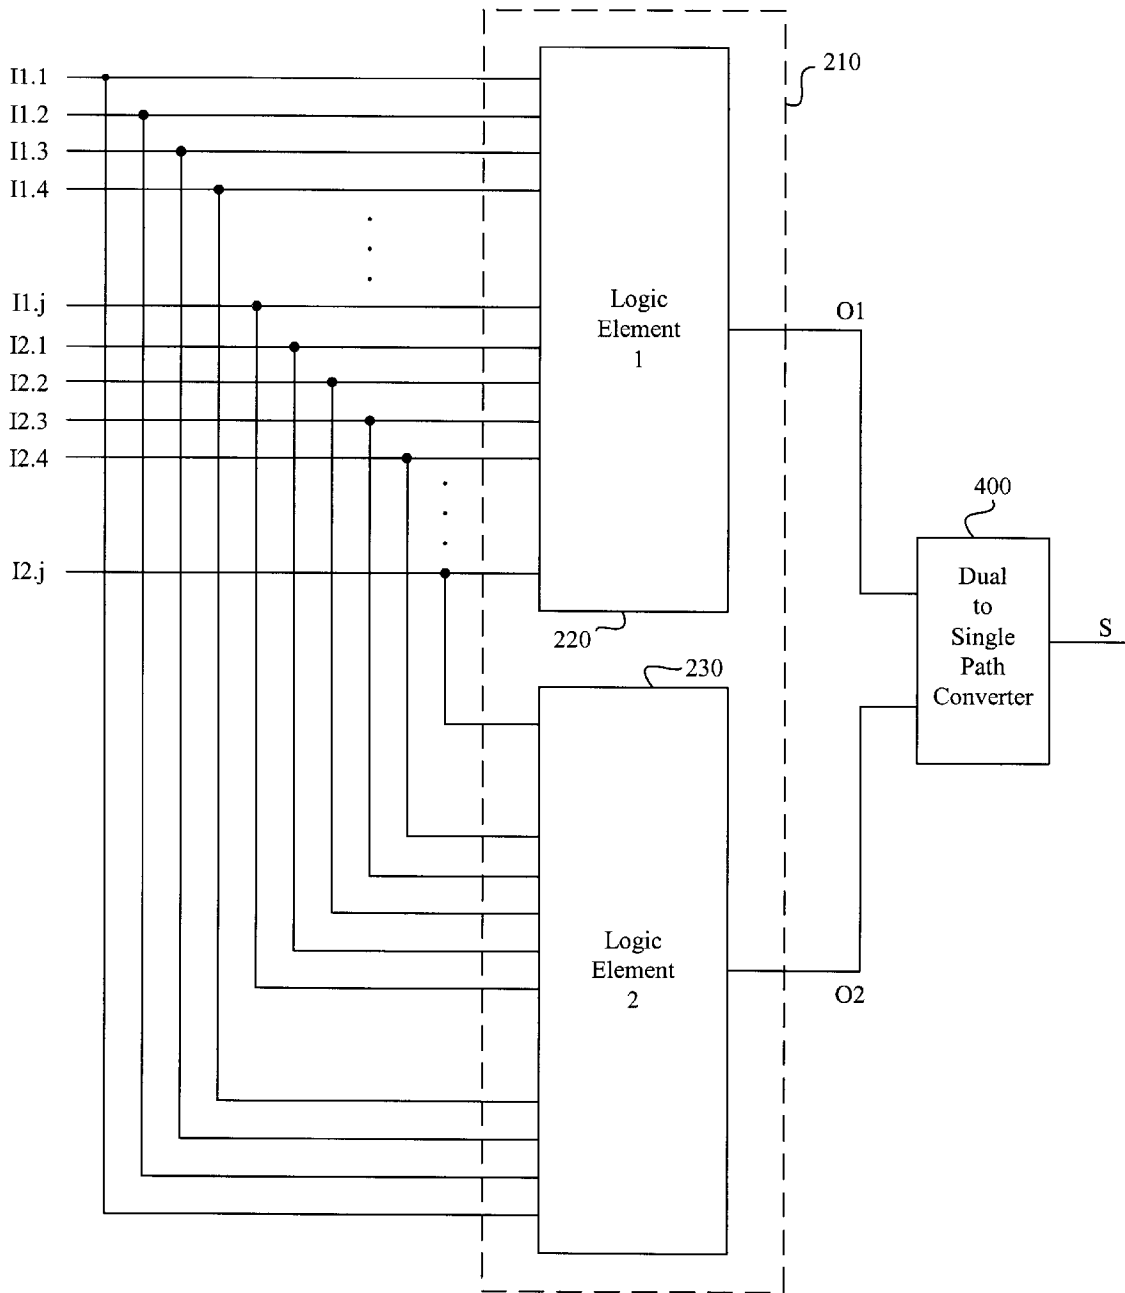 210
I1.1
I1.2
I1.3
I1.4
I1.j
I2.1
I2.2
I2.3
I2.4
I2.j
Logic
Element
1
O1
220
400
Dual
to
Single
Path
Converter
S
230
Logic
Element
2
O2